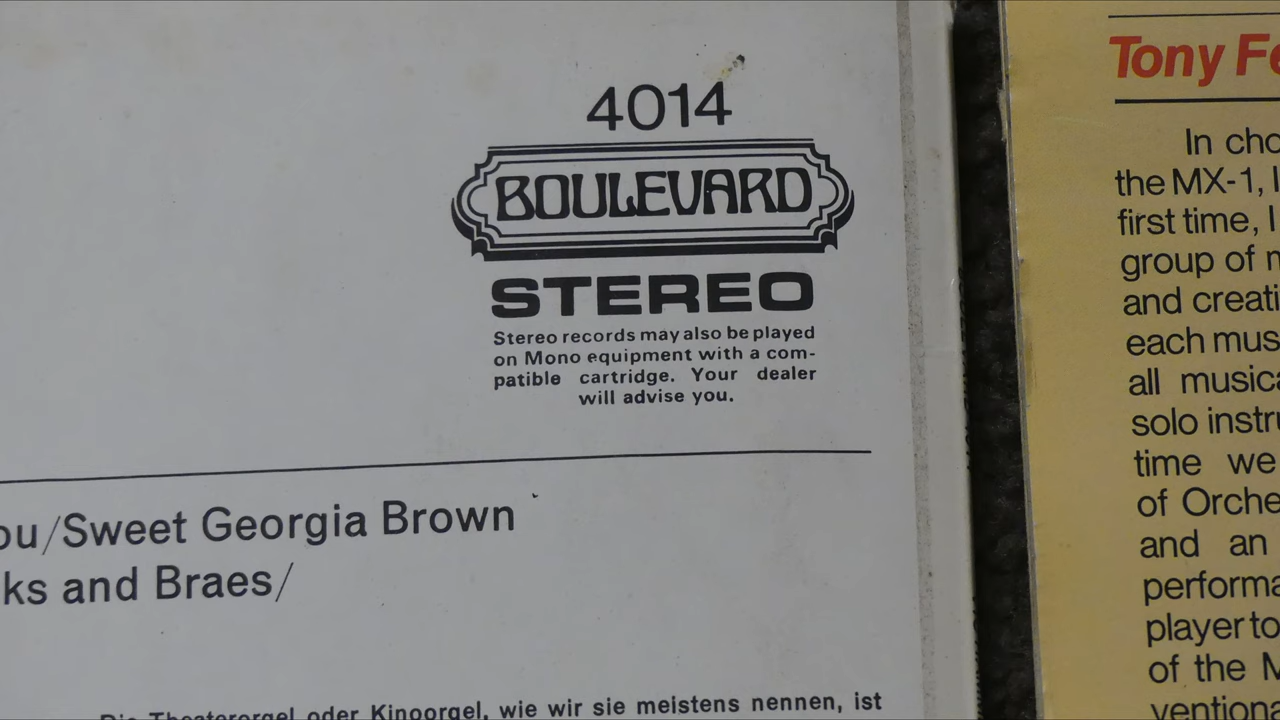 4014
BOULEVARD
STEREO
Stereo records may also be played
on Mono equipment with a com-
patible cartridge. Your dealer
will advise you.
ou/Sweet Georgia Brown
ks and Braes/
Die Theaterorgel oder Kinoorgel, wie wir sie meistens nennen, ist
Tony Fe
In cho
the MX-1, I
first time, I
group of m
and creati
each mus
all musica
solo instru
time we
of Orche
and an
performa
player to
of the M
ventiona